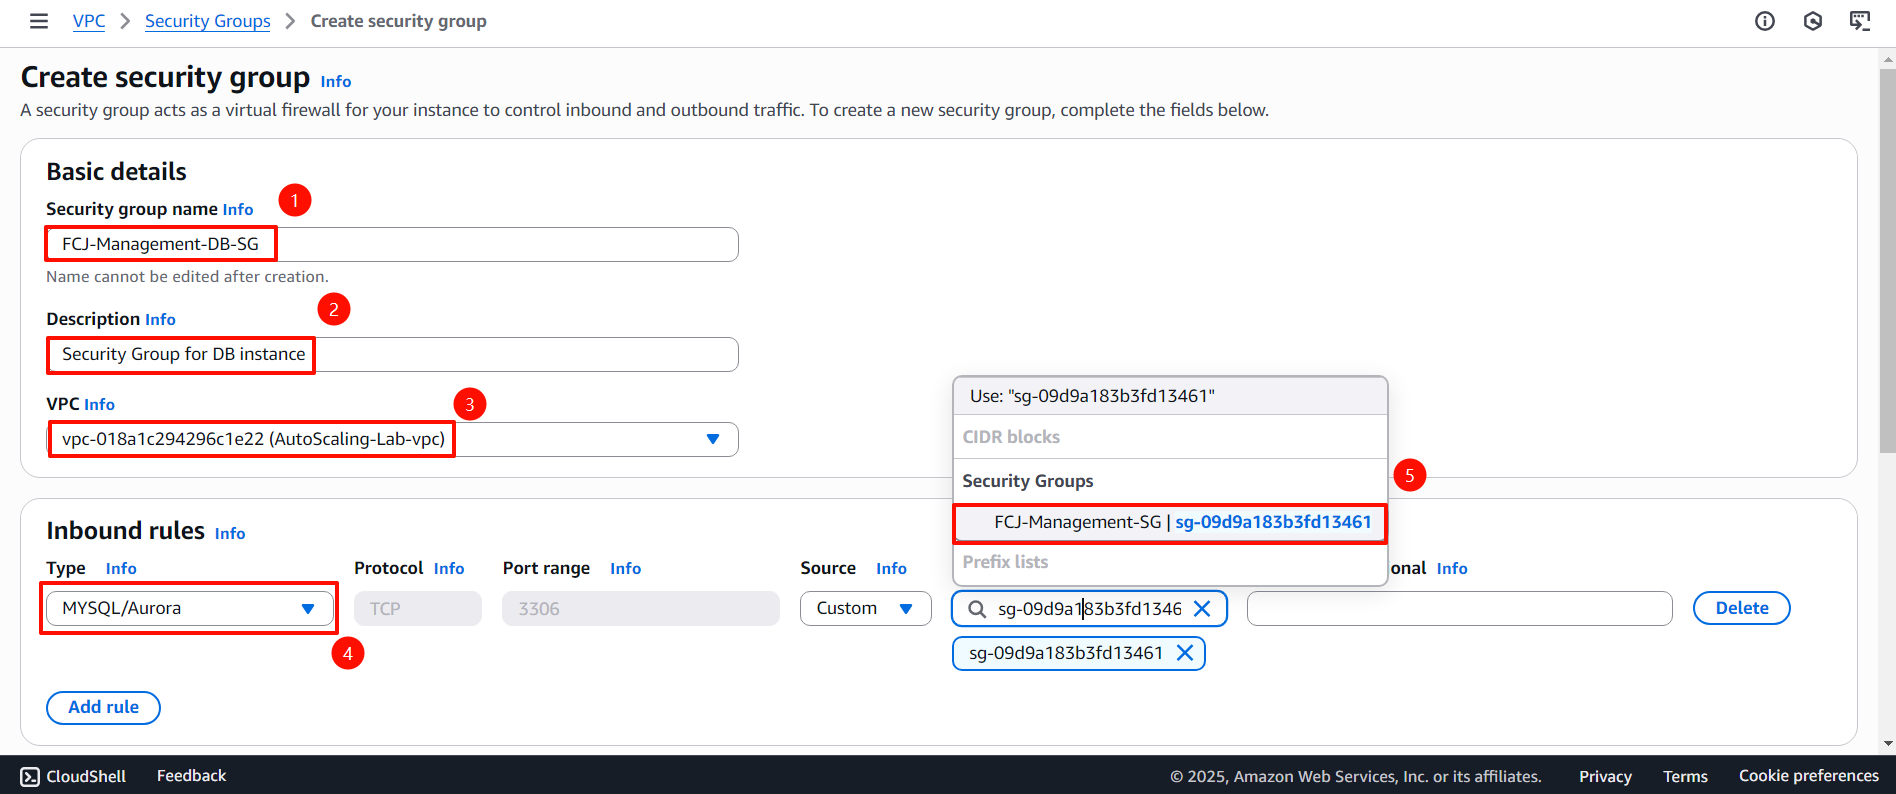 VPC > Security Groups > Create security group
Create security group Info
A security group acts as a virtual firewall for your instance to control inbound and outbound traffic. To create a new security group, complete the fields below.
Basic details
Security group name Info
1
FCJ-Management-DB-SG
Name cannot be edited after creation.
2
Description Info
Security Group for DB instance
VPC Info
3
vpc-018a1c294296c1e22 (AutoScaling-Lab-vpc)
Use: "sg-09d9a183b3fd13461"
CIDR blocks
Security Groups
5
FCJ-Management-SG | sg-09d9a183b3fd13461
Prefix lists
Inbound rules Info
Type Info Protocol Info Port range Info Source Info onal Info
MYSQL/Aurora TCP 3306 Custom sg-09d9a183b3fd1346 Delete
4
sg-09d9a183b3fd13461
Add rule
CloudShell Feedback © 2025, Amazon Web Services, Inc. or its affiliates. Privacy Terms Cookie preferences